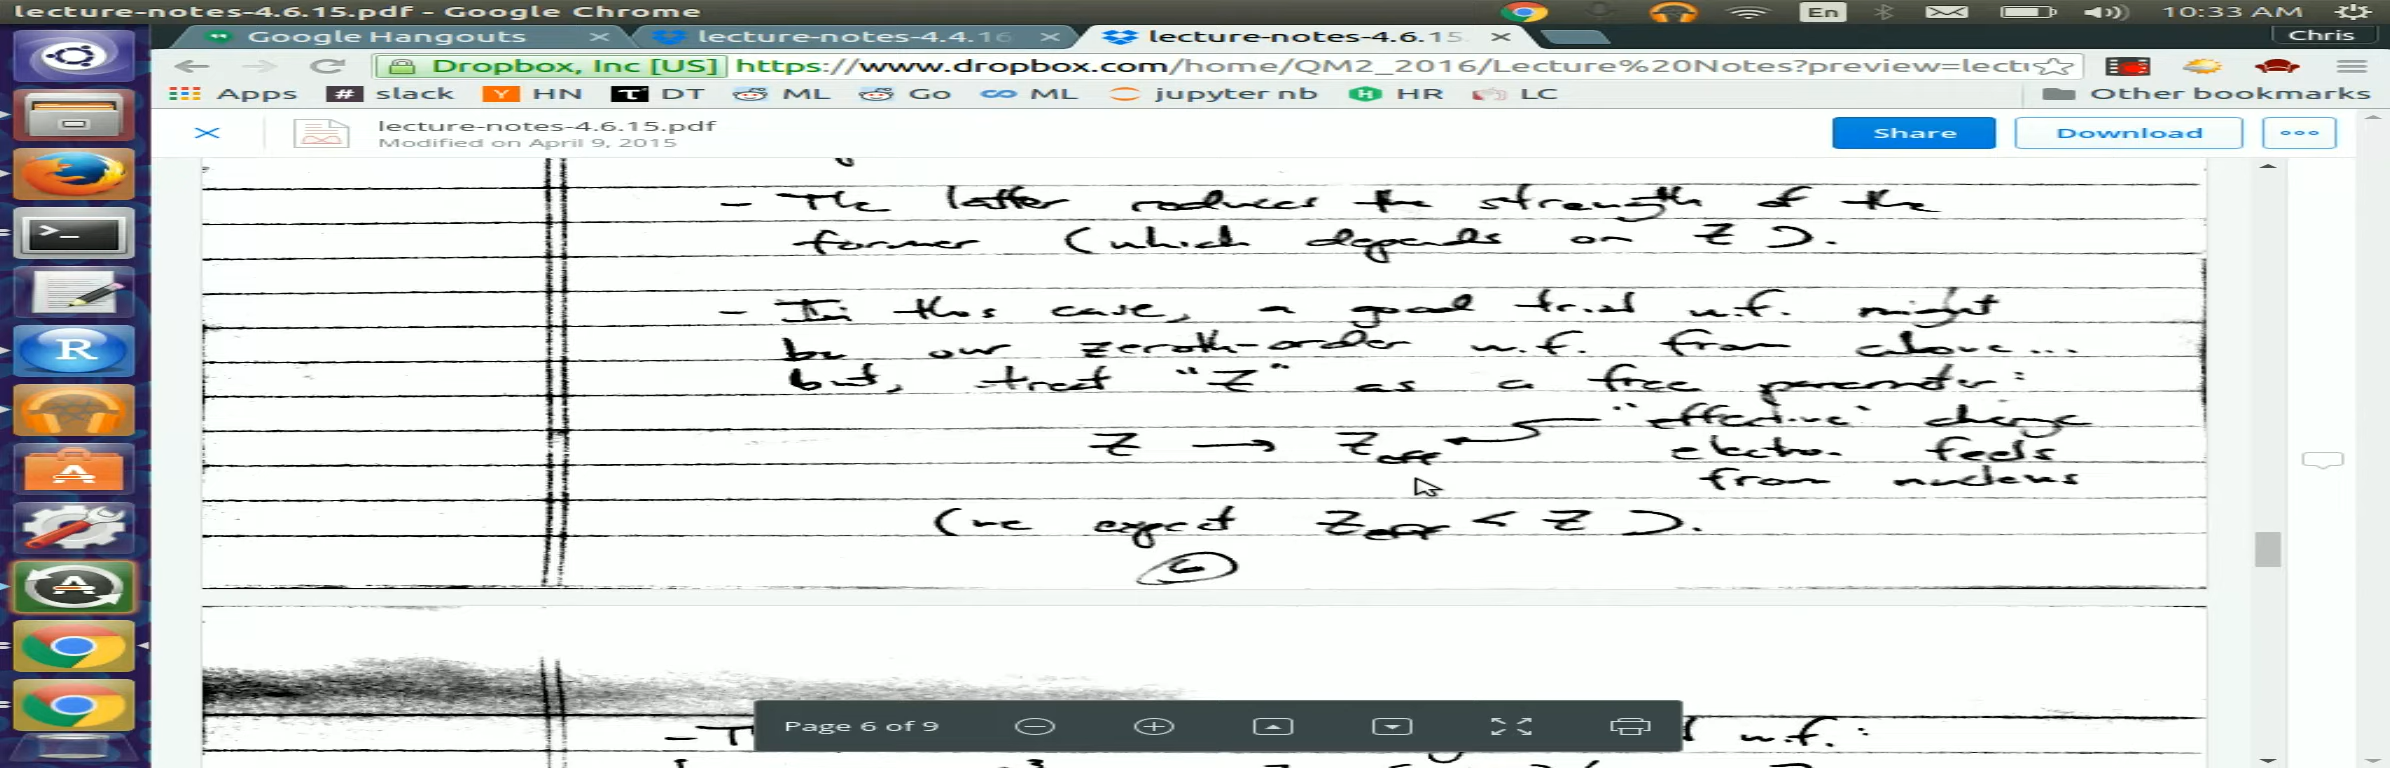 lecture-notes-4.6.15.pdf - Google Chrome
En
10:33 AM
Google Hangouts
lecture-notes-4.4.16
lecture-notes-4.6.15.
Chris
Dropbox, Inc [US] https://www.dropbox.com/home/QM2_2016/Lecture%20Notes?preview=lect
Apps
slack
HN
DT
ML
Go
ML
jupyter nb
HR
LC
Other bookmarks
lecture-notes-4.6.15.pdf
Modified on April 9, 2015
Share
Download
- The latter reduces the strength of the
former (which depends on Z).
- In this case, a good trial w.f. might
be our zeroth-order w.f. from above...
but, treat "Z" as a free parameter:
"effective" charge
Z → Zeff
electron feels
from nucleus
(we expect Zeff < Z).
6
Page 6 of 9
w.f.: